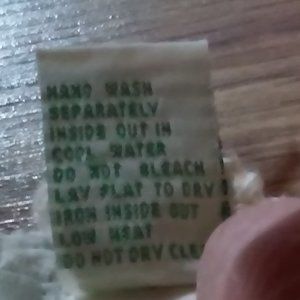 HAND WASH
SEPARATELY
INSIDE OUT IN
COOL WATER
DO NOT BLEACH
LAY FLAT TO DRY
IRON INSIDE OUT
LOW HEAT
DO NOT DRY CLE